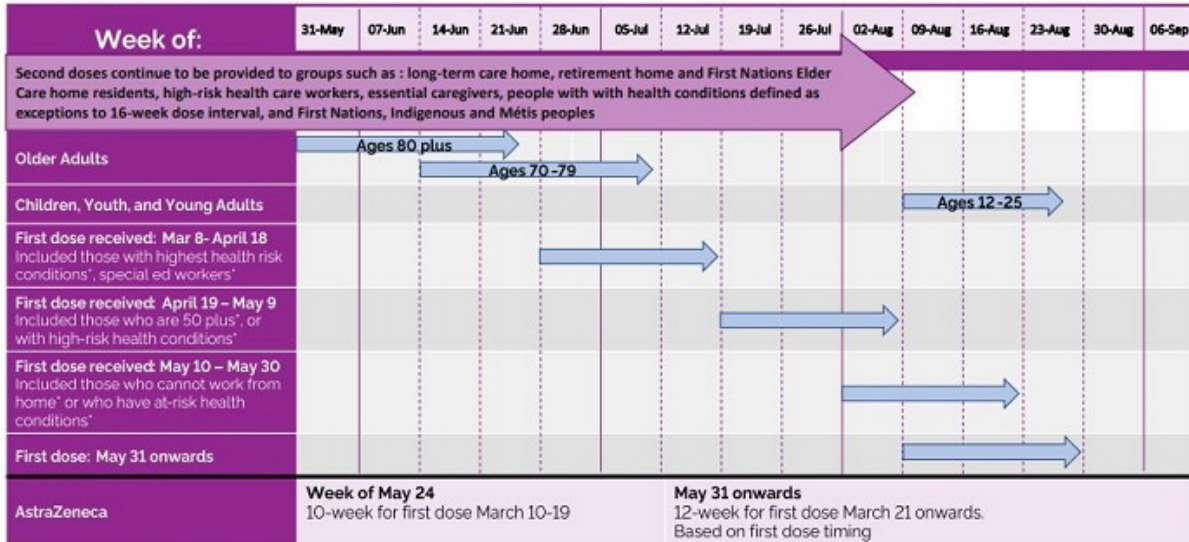 Week of:
31-May 07-Jun 14-Jun 21-Jun 28-Jun 05-Jul 12-Jul 19-Jul 26-Jul 02-Aug 09-Aug 16-Aug 23-Aug 30-Aug 06-Sep
Second doses continue to be provided to groups such as : long-term care home, retirement home and First Nations Elder
Care home residents, high-risk health care workers, essential caregivers, people with with health conditions defined as
exceptions to 16-week dose interval, and First Nations, Indigenous and Métis peoples
Older Adults
Ages 80 plus
Ages 70 -79
Children, Youth, and Young Adults
Ages 12 -25
First dose received: Mar 8- April 18
Included those with highest health risk
conditions*, special ed workers*
First dose received: April 19 – May 9
Included those who are 50 plus*, or
with high-risk health conditions*
First dose received: May 10 – May 30
Included those who cannot work from
home* or who have at-risk health
conditions*
First dose: May 31 onwards
AstraZeneca
Week of May 24
10-week for first dose March 10-19
May 31 onwards
12-week for first dose March 21 onwards.
Based on first dose timing